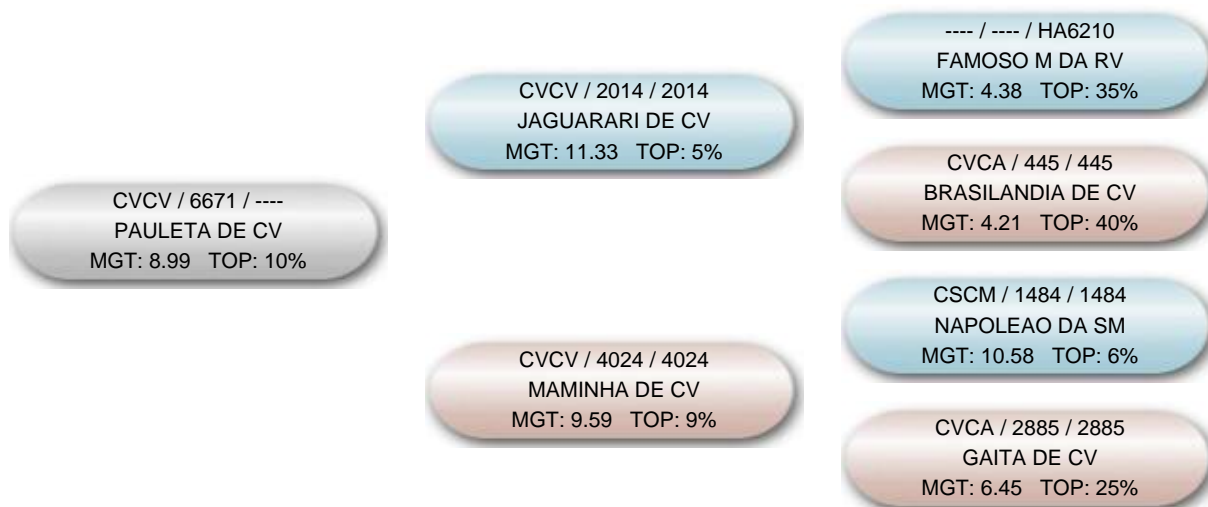 CVCV / 6671 / ----
PAULETA DE CV
MGT: 8.99 TOP: 10%
CVCV / 2014 / 2014
JAGUARARI DE CV
MGT: 11.33 TOP: 5%
CVCV / 4024 / 4024
MAMINHA DE CV
MGT: 9.59 TOP: 9%
---- / ---- / HA6210
FAMOSO M DA RV
MGT: 4.38 TOP: 35%
CVCA / 445 / 445
BRASILANDIA DE CV
MGT: 4.21 TOP: 40%
CSCM / 1484 / 1484
NAPOLEAO DA SM
MGT: 10.58 TOP: 6%
CVCA / 2885 / 2885
GAITA DE CV
MGT: 6.45 TOP: 25%